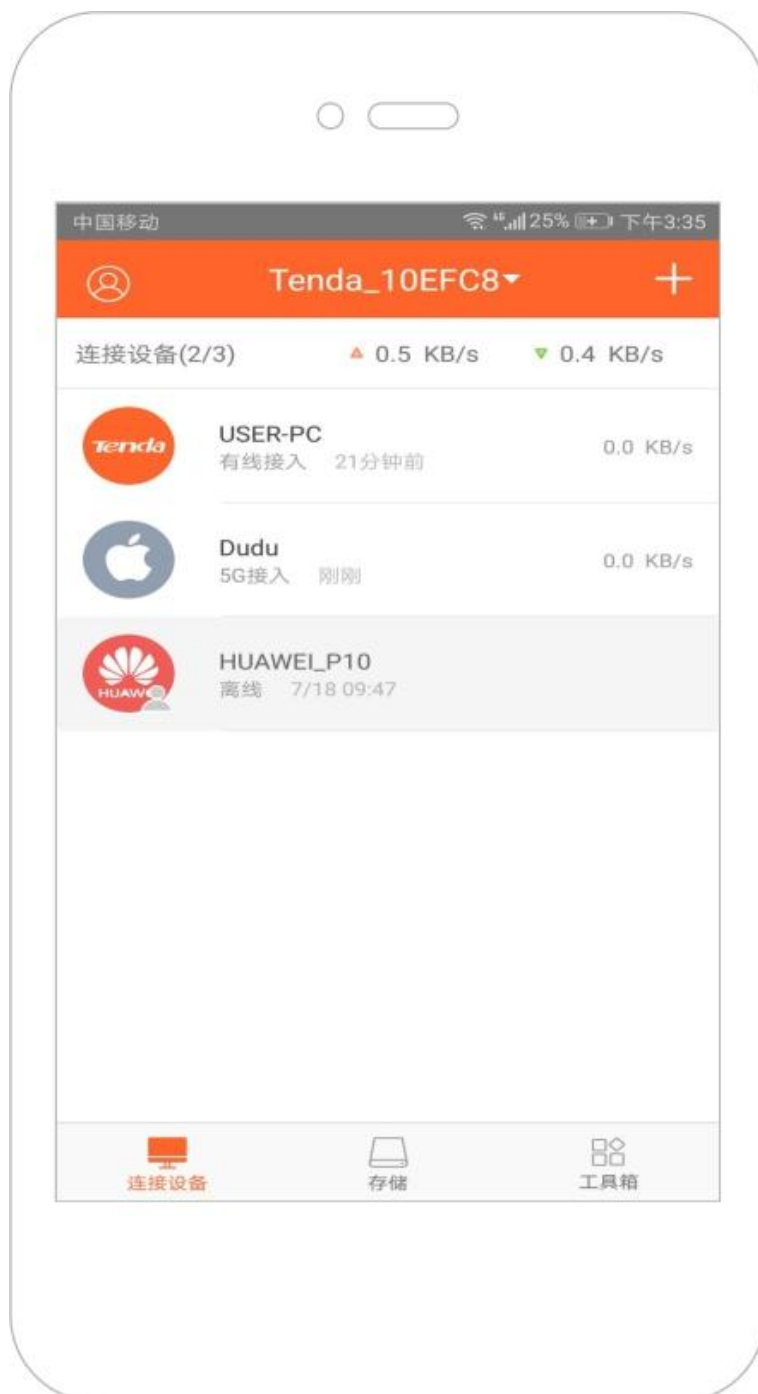 中国移动 4G 25% 下午3:35
Tenda_10EFC8
连接设备(2/3) 0.5 KB/s 0.4 KB/s
Tenda
USER-PC
有线接入 21分钟前
0.0 KB/s
Dudu
5G接入 刚刚
0.0 KB/s
HUAWEI_P10
离线 7/18 09:47
连接设备 存储 工具箱